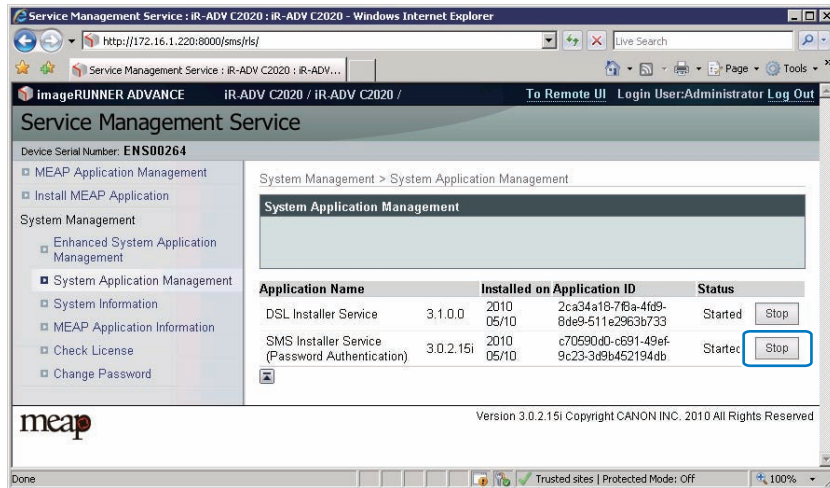 Service Management Service : iR-ADV C2020 : iR-ADV C2020 - Windows Internet Explorer
http://172.16.1.220:8000/sms/rls/
Live Search
Service Management Service : iR-ADV C2020 : iR-ADV...
Page
Tools
imageRUNNER ADVANCE iR-ADV C2020 / iR-ADV C2020 /
To Remote UI Login User:Administrator Log Out
Service Management Service
Device Serial Number: ENS00264
MEAP Application Management
Install MEAP Application
System Management
Enhanced System Application
Management
System Application Management
System Information
MEAP Application Information
Check License
Change Password
System Management > System Application Management
System Application Management
Application Name Installed on Application ID Status
DSL Installer Service 3.1.0.0 2010 05/10 2ca34a18-7f8a-4fd9-8de9-511e2963b733 Started Stop
SMS Installer Service (Password Authentication) 3.0.2.15i 2010 05/10 c70590d0-c691-49ef-9c23-3d9b452194db Started Stop
meap
Version 3.0.2.15i Copyright CANON INC. 2010 All Rights Reserved
Done
Trusted sites | Protected Mode: Off
100%